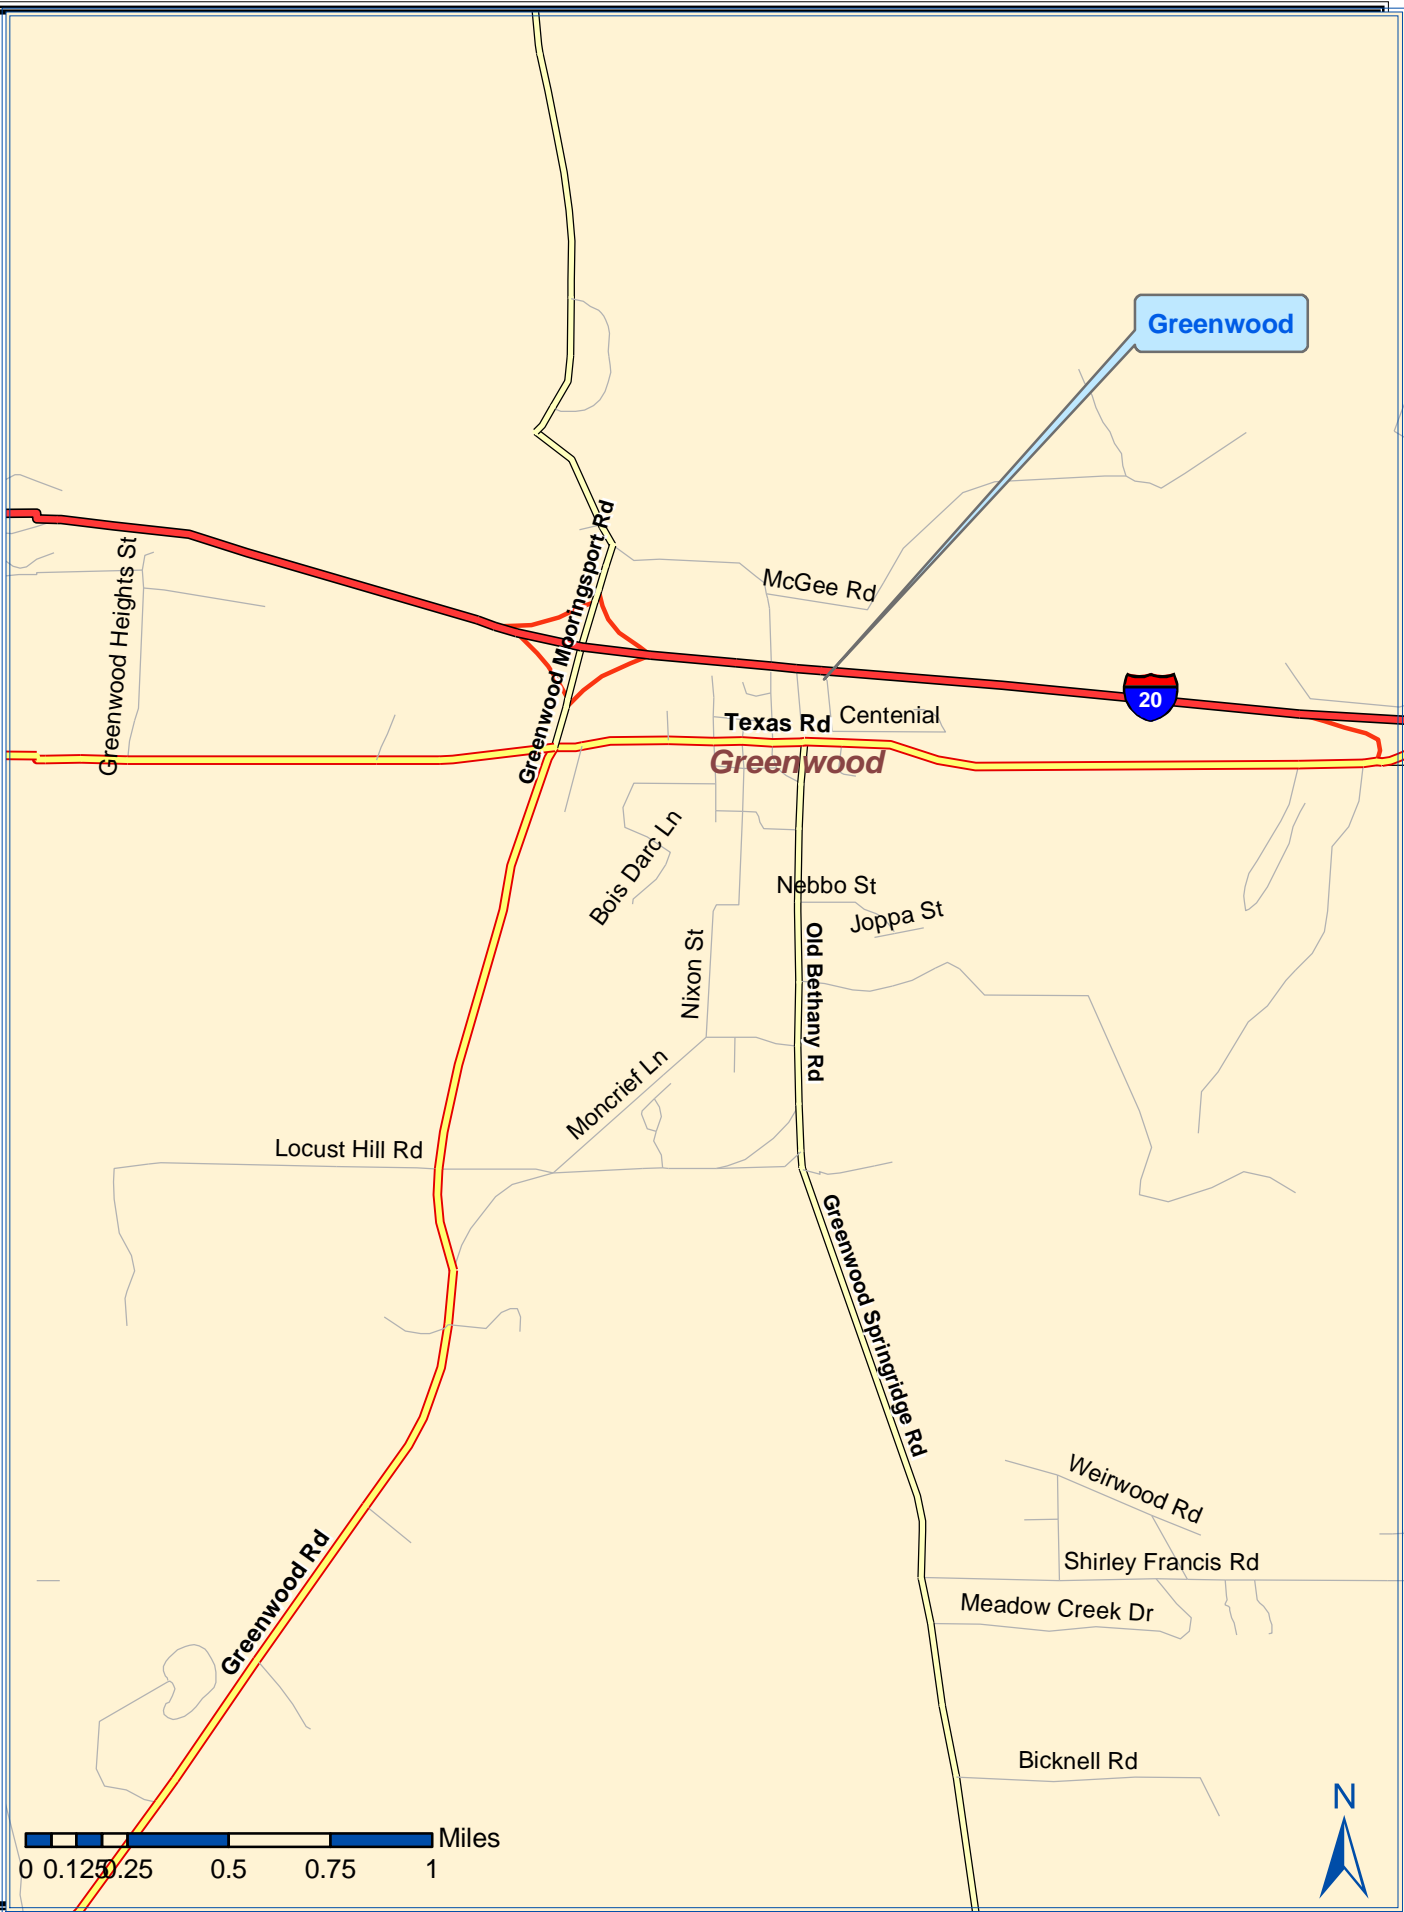 Greenwood
Greenwood Mooringsport Rd
Greenwood Heights St
McGee Rd
20
Texas Rd
Centenial
Greenwood
Bois Darc Ln
Nebbo St
Joppa St
Nixon St
Old Bethany Rd
Moncrief Ln
Locust Hill Rd
Greenwood Springridge Rd
Weirwood Rd
Greenwood Rd
Shirley Francis Rd
Meadow Creek Dr
Bicknell Rd
N
Miles
0 0.125 0.25 0.5 0.75 1